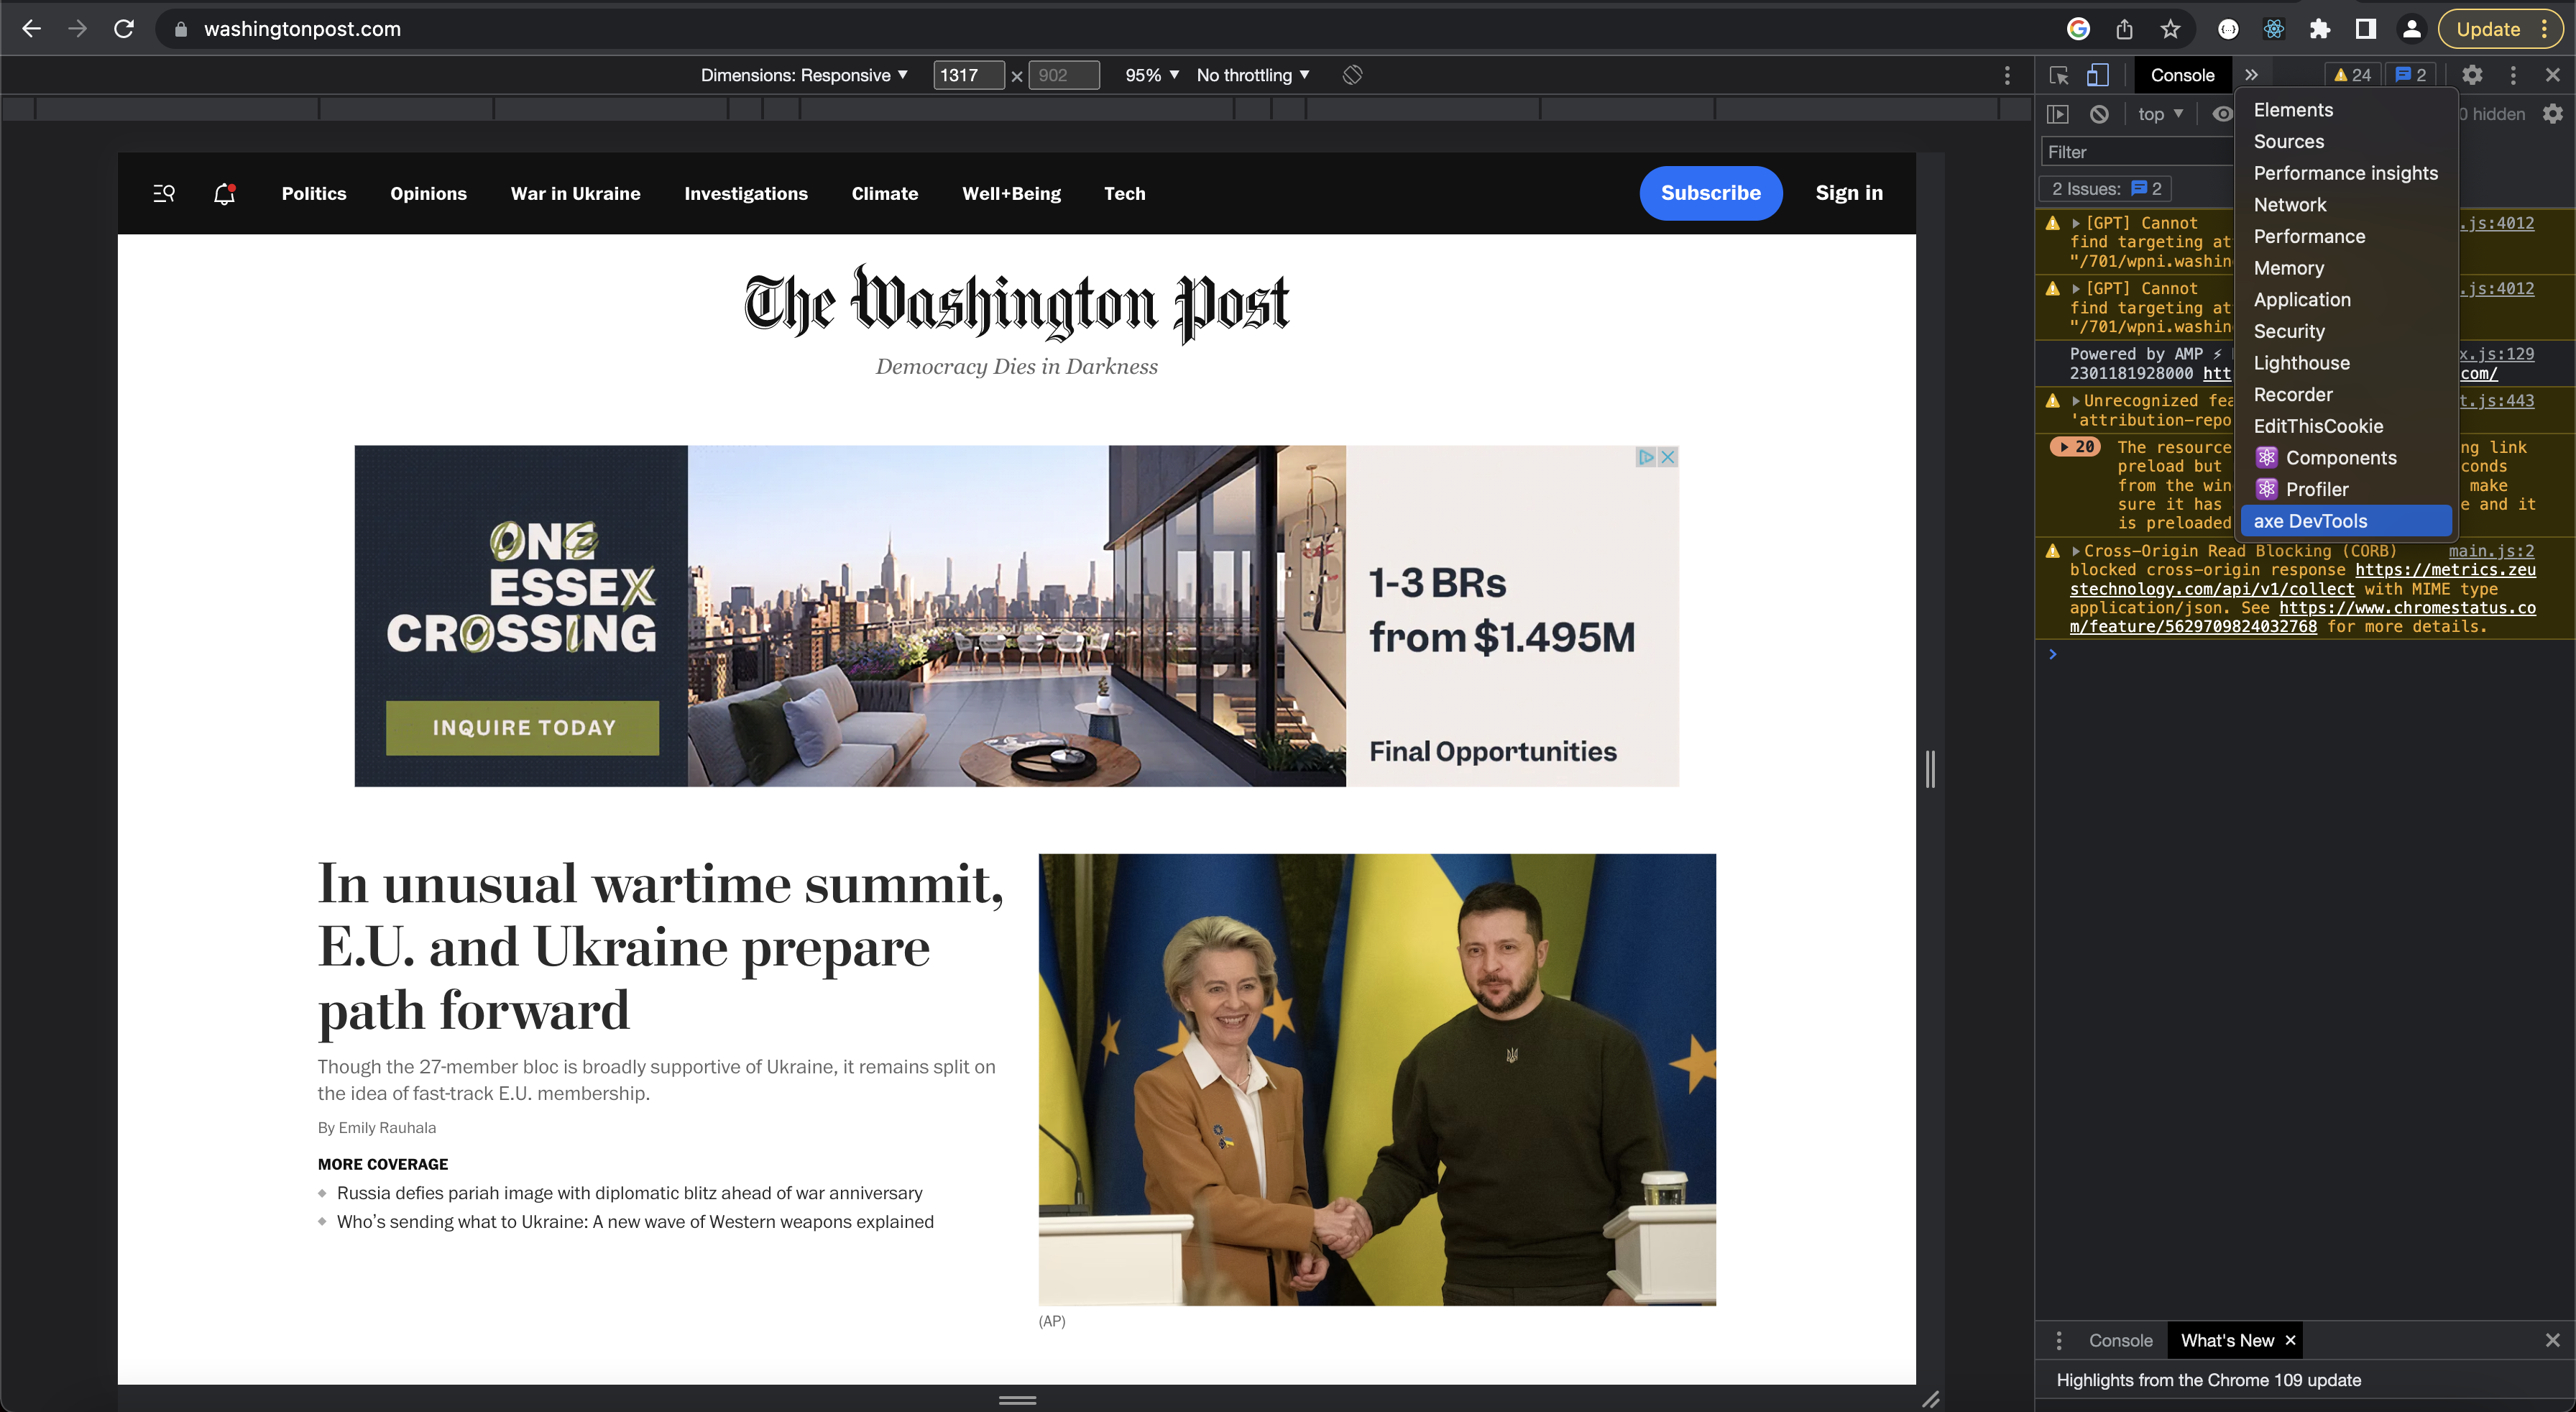 washingtonpost.com
Update
Dimensions: Responsive
1317 × 902
95%
No throttling
Politics
Opinions
War in Ukraine
Investigations
Climate
Well+Being
Tech
Subscribe
Sign in
The Washington Post
Democracy Dies in Darkness
ONE
ESSEX
CROSSING
INQUIRE TODAY
1-3 BRs
from $1.495M
Final Opportunities
In unusual wartime summit,
E.U. and Ukraine prepare
path forward
Though the 27-member bloc is broadly supportive of Ukraine, it remains split on
the idea of fast-track E.U. membership.
By Emily Rauhala
MORE COVERAGE
Russia defies pariah image with diplomatic blitz ahead of war anniversary
Who's sending what to Ukraine: A new wave of Western weapons explained
(AP)
Console
24
2
top
0 hidden
Filter
2 Issues: 2
Elements
Sources
Performance insights
Network
Performance
Memory
Application
Security
Lighthouse
Recorder
EditThisCookie
Components
Profiler
axe DevTools
[GPT] Cannot .js:4012
find targeting at
"/701/wpni.washin
[GPT] Cannot .js:4012
find targeting at
"/701/wpni.washin
Powered by AMP ⚡ x.js:129
2301181928000 htt com/
Unrecognized fea t.js:443
'attribution-repo
20 The resource ng link
preload but conds
from the win make
sure it has e and it
is preloaded
Cross-Origin Read Blocking (CORB) main.js:2
blocked cross-origin response https://metrics.zeu
stechnology.com/api/v1/collect with MIME type
application/json. See https://www.chromestatus.co
m/feature/5629709824032768 for more details.
Console
What's New
Highlights from the Chrome 109 update